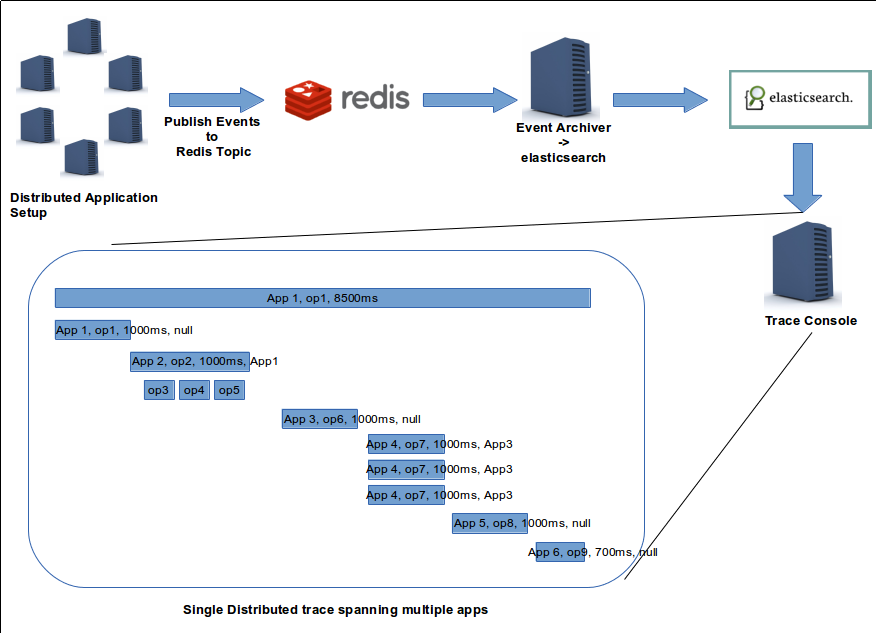 redis
elasticsearch.
Publish Events
to
Redis Topic
Event Archiver
->
elasticsearch
Distributed Application
Setup
Trace Console
App 1, op1, 8500ms
App 1, op1, 1000ms, null
App 2, op2, 1000ms, App1
op3 op4 op5
App 3, op6, 1000ms, null
App 4, op7, 1000ms, App3
App 4, op7, 1000ms, App3
App 4, op7, 1000ms, App3
App 5, op8, 1000ms, null
App 6, op9, 700ms, null
Single Distributed trace spanning multiple apps